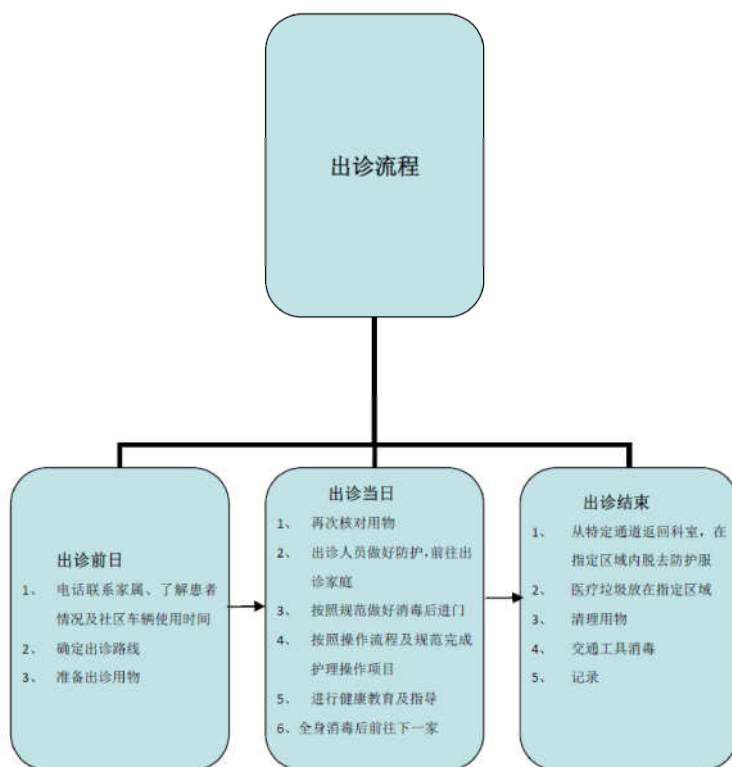 出诊流程
出诊前日
1、 电话联系家属、了解患者
情况及社区车辆使用时间
2、 确定出诊路线
3、 准备出诊用物
出诊当日
1、 再次核对用物
2、 出诊人员做好防护,前往出
诊家庭
3、 按照规范做好消毒后进门
4、 按照操作流程及规范完成
护理操作项目
5、 进行健康教育及指导
6、全身消毒后前往下一家
出诊结束
1、 从特定通道返回科室，在
指定区域内脱去防护服
2、 医疗垃圾放在指定区域
3、 清理用物
4、 交通工具消毒
5、 记录